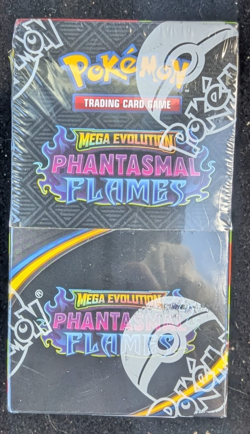 POKéMON
TRADING CARD GAME
MEGA EVOLUTION
PHANTASMAL
FLAMES
MEGA EVOLUTION
PHANTASMAL
FLAMES